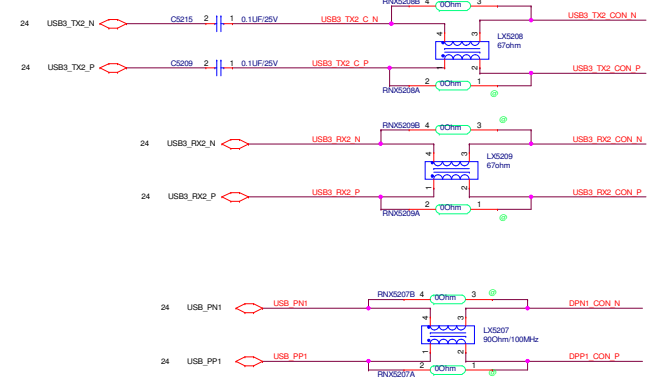 RNX5208B 4 0Ohm 3
24 USB3_TX2_N C5215 2 1 0.1UF/25V USB3_TX2_C_N USB3_TX2_CON_N
4 3
LX5208
67ohm
1 2
24 USB3_TX2_P C5209 2 1 0.1UF/25V USB3_TX2_C_P USB3_TX2_CON_P
2 0Ohm 1
RNX5208A @
@
RNX5209B 4 0Ohm 3
24 USB3_RX2_N USB3_RX2_N USB3_RX2_CON_N
4 3
LX5209
67ohm
1 2
24 USB3_RX2_P USB3_RX2_P USB3_RX2_CON_P
2 0Ohm 1
RNX5209A @
RNX5207B 4 0Ohm 3 @
24 USB_PN1 USB_PN1 DPN1_CON_N
4 3
LX5207
90Ohm/100MHz
1 2
24 USB_PP1 USB_PP1 DPP1_CON_P
2 0Ohm 1 @
RNX5207A